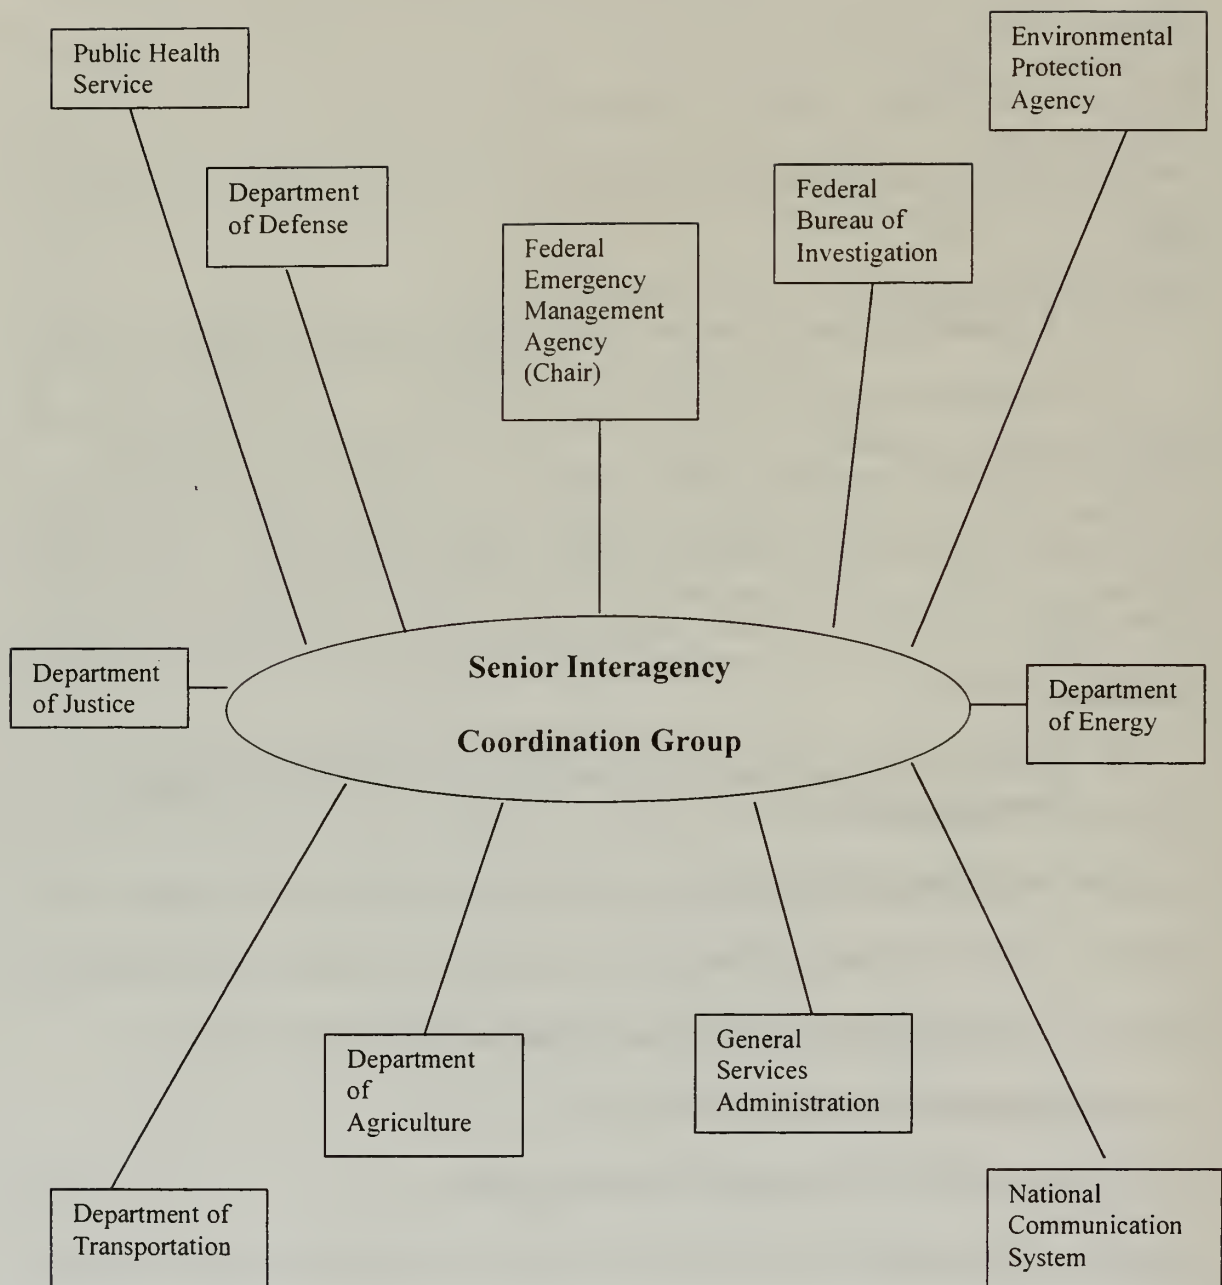 Public Health
Service
Environmental
Protection
Agency
Department
of Defense
Federal
Bureau of
Investigation
Federal
Emergency
Management
Agency
(Chair)
Department
of Justice
Senior Interagency
Coordination Group
Department
of Energy
Department
of
Agriculture
General
Services
Administration
Department of
Transportation
National
Communication
System